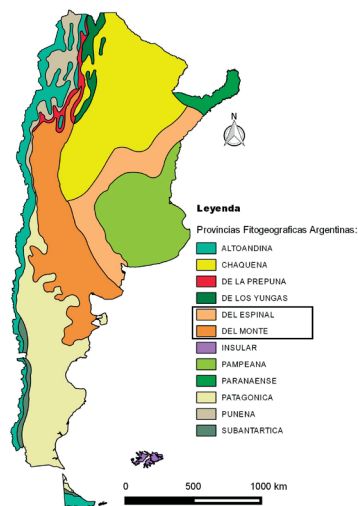 N
Leyenda
Provincias Fitogeograficas Argentinas:
ALTOANDINA
CHAQUENA
DE LA PREPUNA
DE LOS YUNGAS
DEL ESPINAL
DEL MONTE
INSULAR
PAMPEANA
PARANAENSE
PATAGONICA
PUNENA
SUBANTARTICA
0 500 1000 km